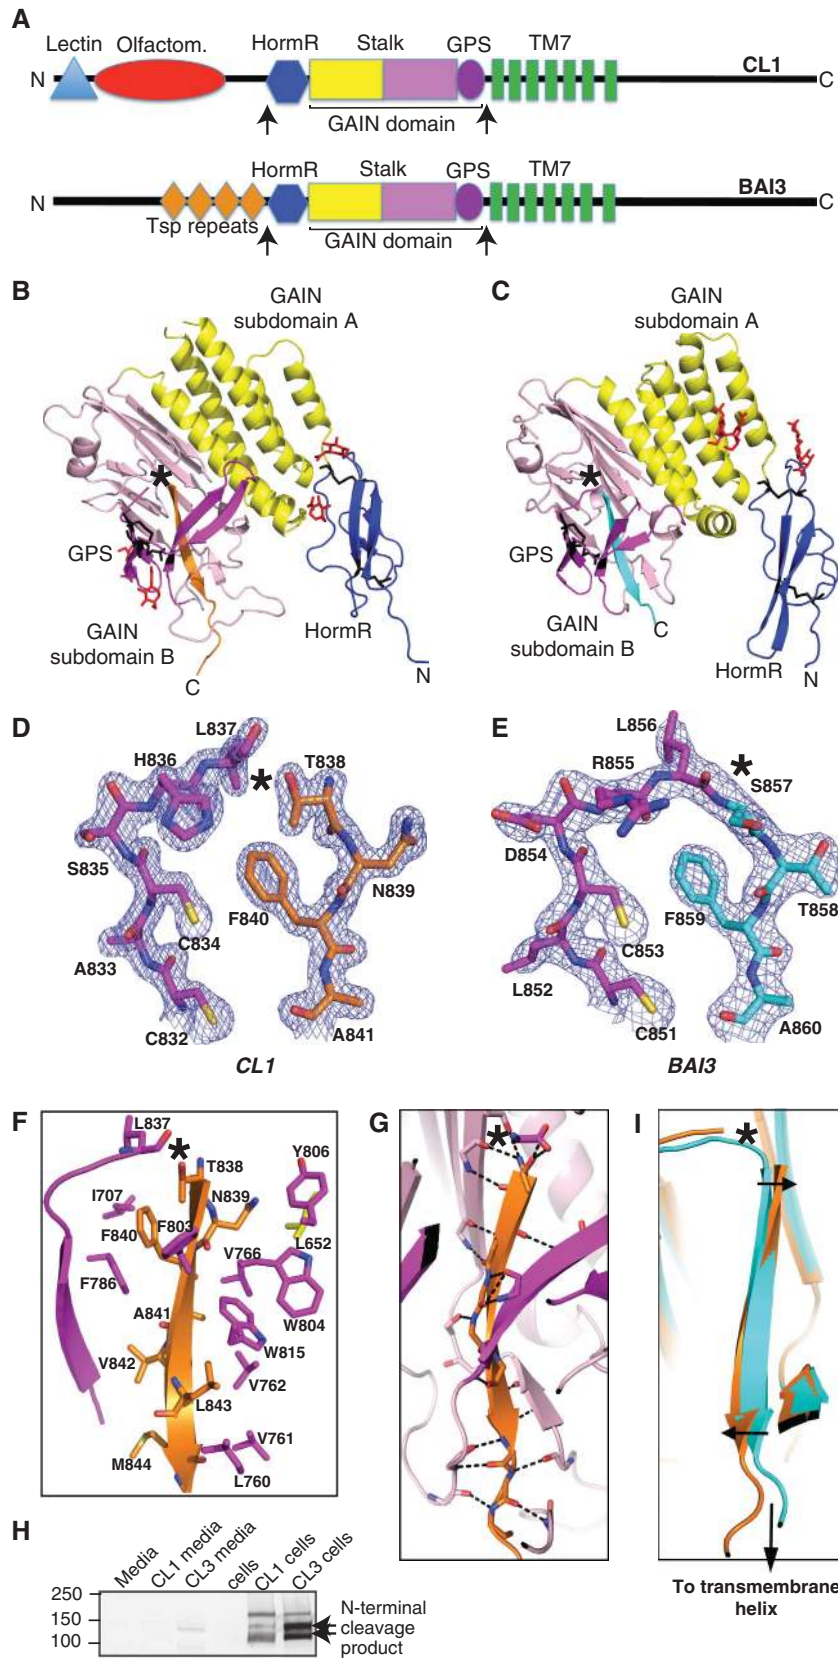 A
Lectin Olfactom. HormR Stalk GPS TM7
N CL1 C
GAIN domain
HormR Stalk GPS TM7
N BAI3 C
Tsp repeats GAIN domain
B
GAIN
subdomain A
*
GPS
GAIN
subdomain B
HormR
C
N
C
GAIN
subdomain A
*
GPS
GAIN
subdomain B
C
HormR
N
D
L837
H836
*
T838
S835
N839
F840
C834
A833
C832
A841
CL1
E
L856
R855
*
S857
D854
T858
F859
C853
L852
C851
A860
BAI3
F
L837
*
T838
Y806
I707
N839
F840
F803
L652
V766
F786
W804
A841
W815
V842
V762
L843
V761
M844
L760
G
*
I
*
To transmembrane
helix
H
Media
CL1 media
CL3 media
cells
CL1 cells
CL3 cells
250
150
100
N-terminal
cleavage
product